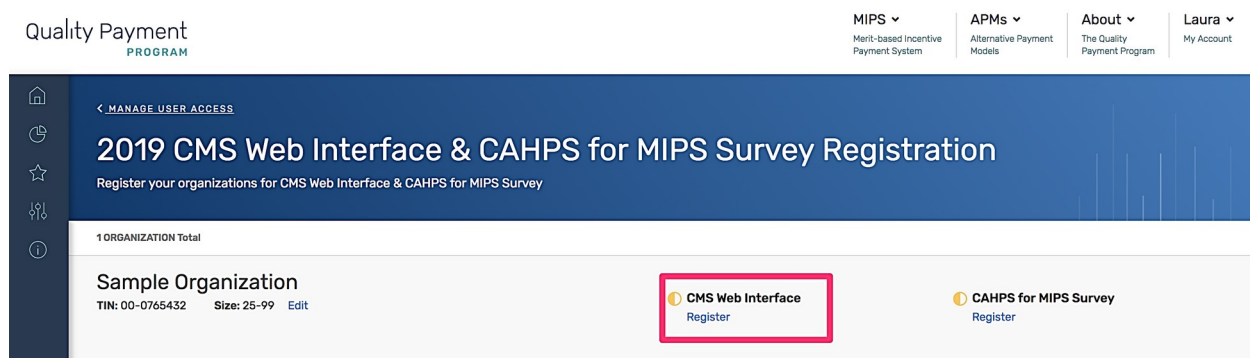 Quality Payment
PROGRAM
MIPS
Merit-based Incentive
Payment System
APMs
Alternative Payment
Models
About
The Quality
Payment Program
Laura
My Account
MANAGE USER ACCESS
2019 CMS Web Interface & CAHPS for MIPS Survey Registration
Register your organizations for CMS Web Interface & CAHPS for MIPS Survey
1 ORGANIZATION Total
Sample Organization
TIN: 00-0765432 Size: 25-99 Edit
CMS Web Interface
Register
CAHPS for MIPS Survey
Register